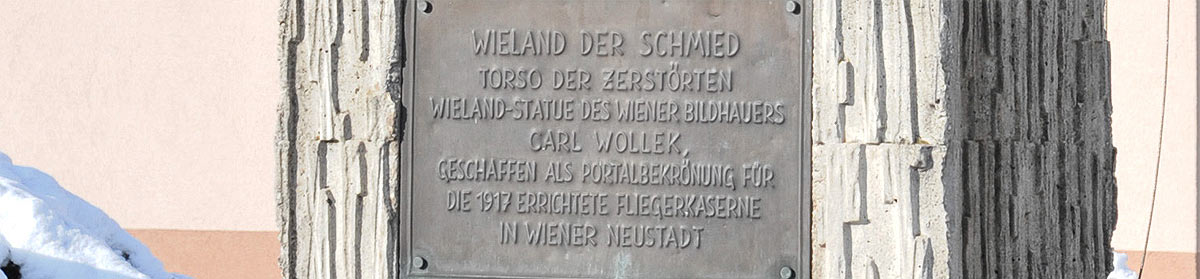 WIELAND DER SCHMIED
TORSO DER ZERSTÖRTEN
WIELAND-STATUE DES WIENER BILDHAUERS
CARL WOLLEK,
GESCHAFFEN ALS PORTALBEKRÖNUNG FÜR
DIE 1917 ERRICHTETE FLIEGERKASERNE
IN WIENER NEUSTADT